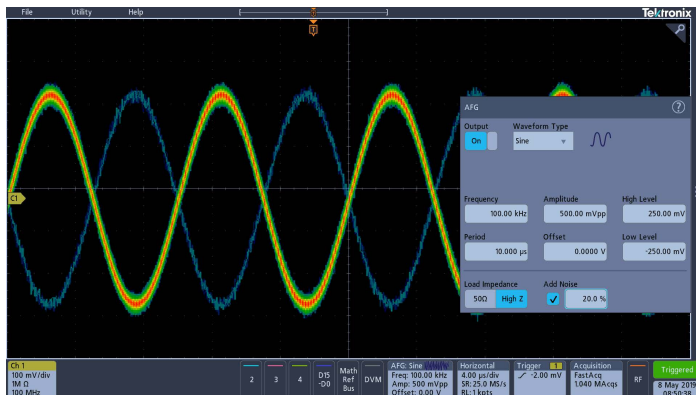 File Utility Help Tektronix
T
T
C1
AFG ?
Output Waveform Type
On Sine
Frequency Amplitude High Level
100.00 kHz 500.00 mVpp 250.00 mV
Period Offset Low Level
10.000 µs 0.0000 V -250.00 mV
Load Impedance Add Noise
50Ω High Z 20.0 %
Ch 1
100 mV/div
1M Ω
100 MHz
2 3 4
D15
-D0
Math
Ref
Bus
DVM
AFG: Sine
Freq: 100.00 kHz
Amp: 500 mVpp
Offset: 0.00 V
Horizontal
4.00 µs/div
SR: 25.0 MS/s
RL: 1 kpts
Trigger 1
-2.00 mV
Acquisition
FastAcq
1.040 MAcqs
RF
Triggered
8 May 2019
08:50:38